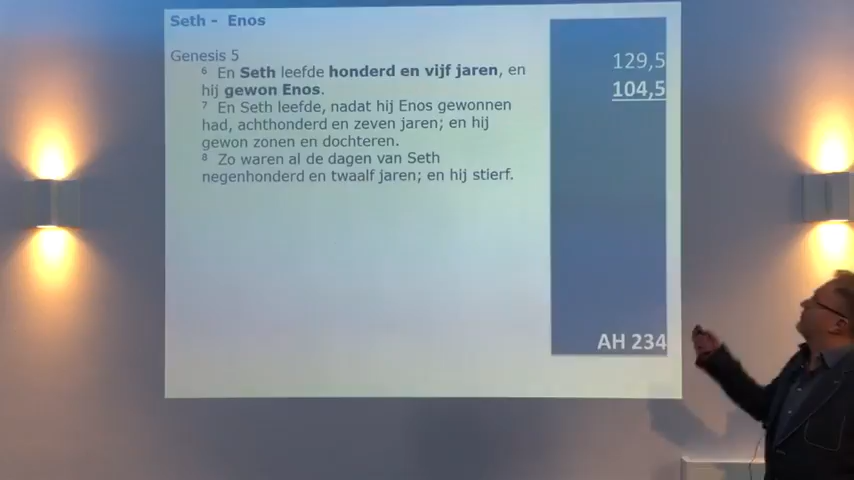 Seth - Enos
Genesis 5
6 En Seth leefde honderd en vijf jaren, en
hij gewon Enos.
7 En Seth leefde, nadat hij Enos gewonnen
had, achthonderd en zeven jaren; en hij
gewon zonen en dochteren.
8 Zo waren al de dagen van Seth
negenhonderd en twaalf jaren; en hij stierf.
129,5
104,5
AH 234